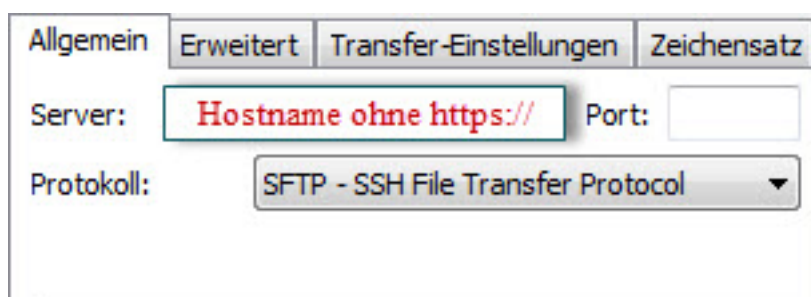 Allgemein Erweitert Transfer-Einstellungen Zeichensatz
Server: Hostname ohne https:// Port:
Protokoll: SFTP - SSH File Transfer Protocol